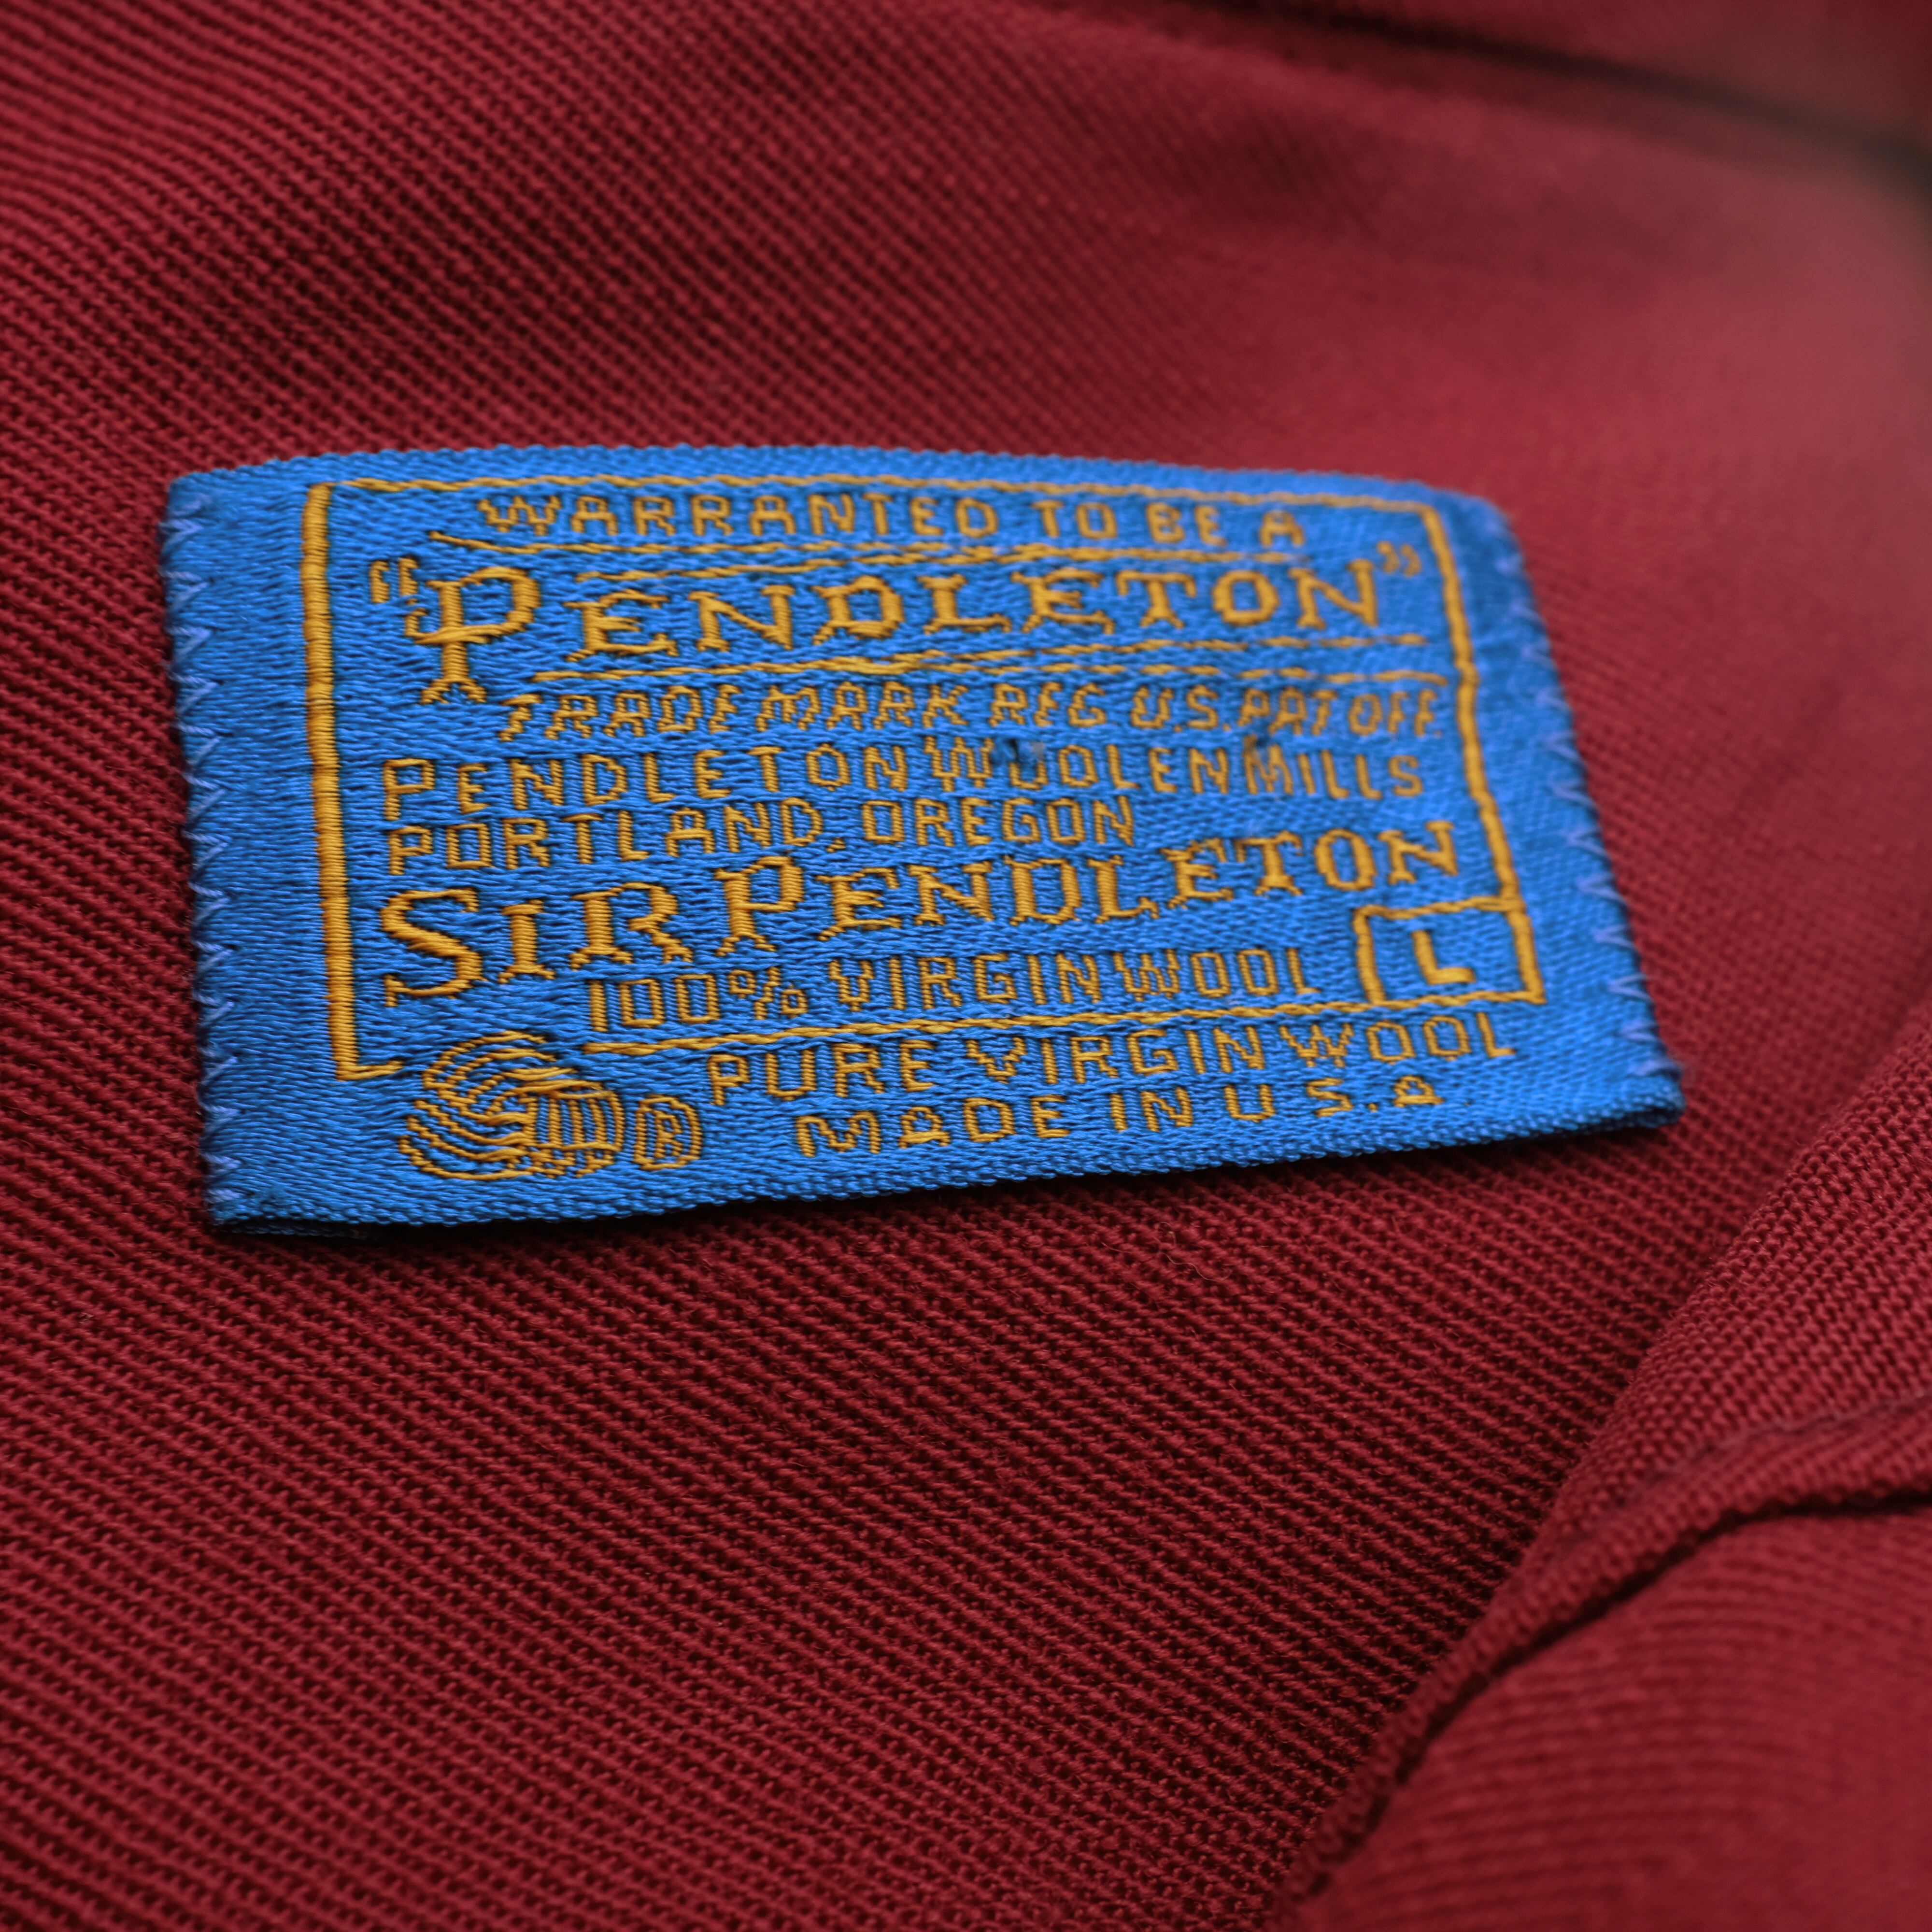 WARRANTED TO BE A
"PENDLETON"
TRADE MARK REG U.S. PAT OFF.
PENDLETON WOOLEN MILLS
PORTLAND, OREGON
SIR PENDLETON
100% VIRGIN WOOL L
PURE VIRGIN WOOL
® MADE IN U.S.A